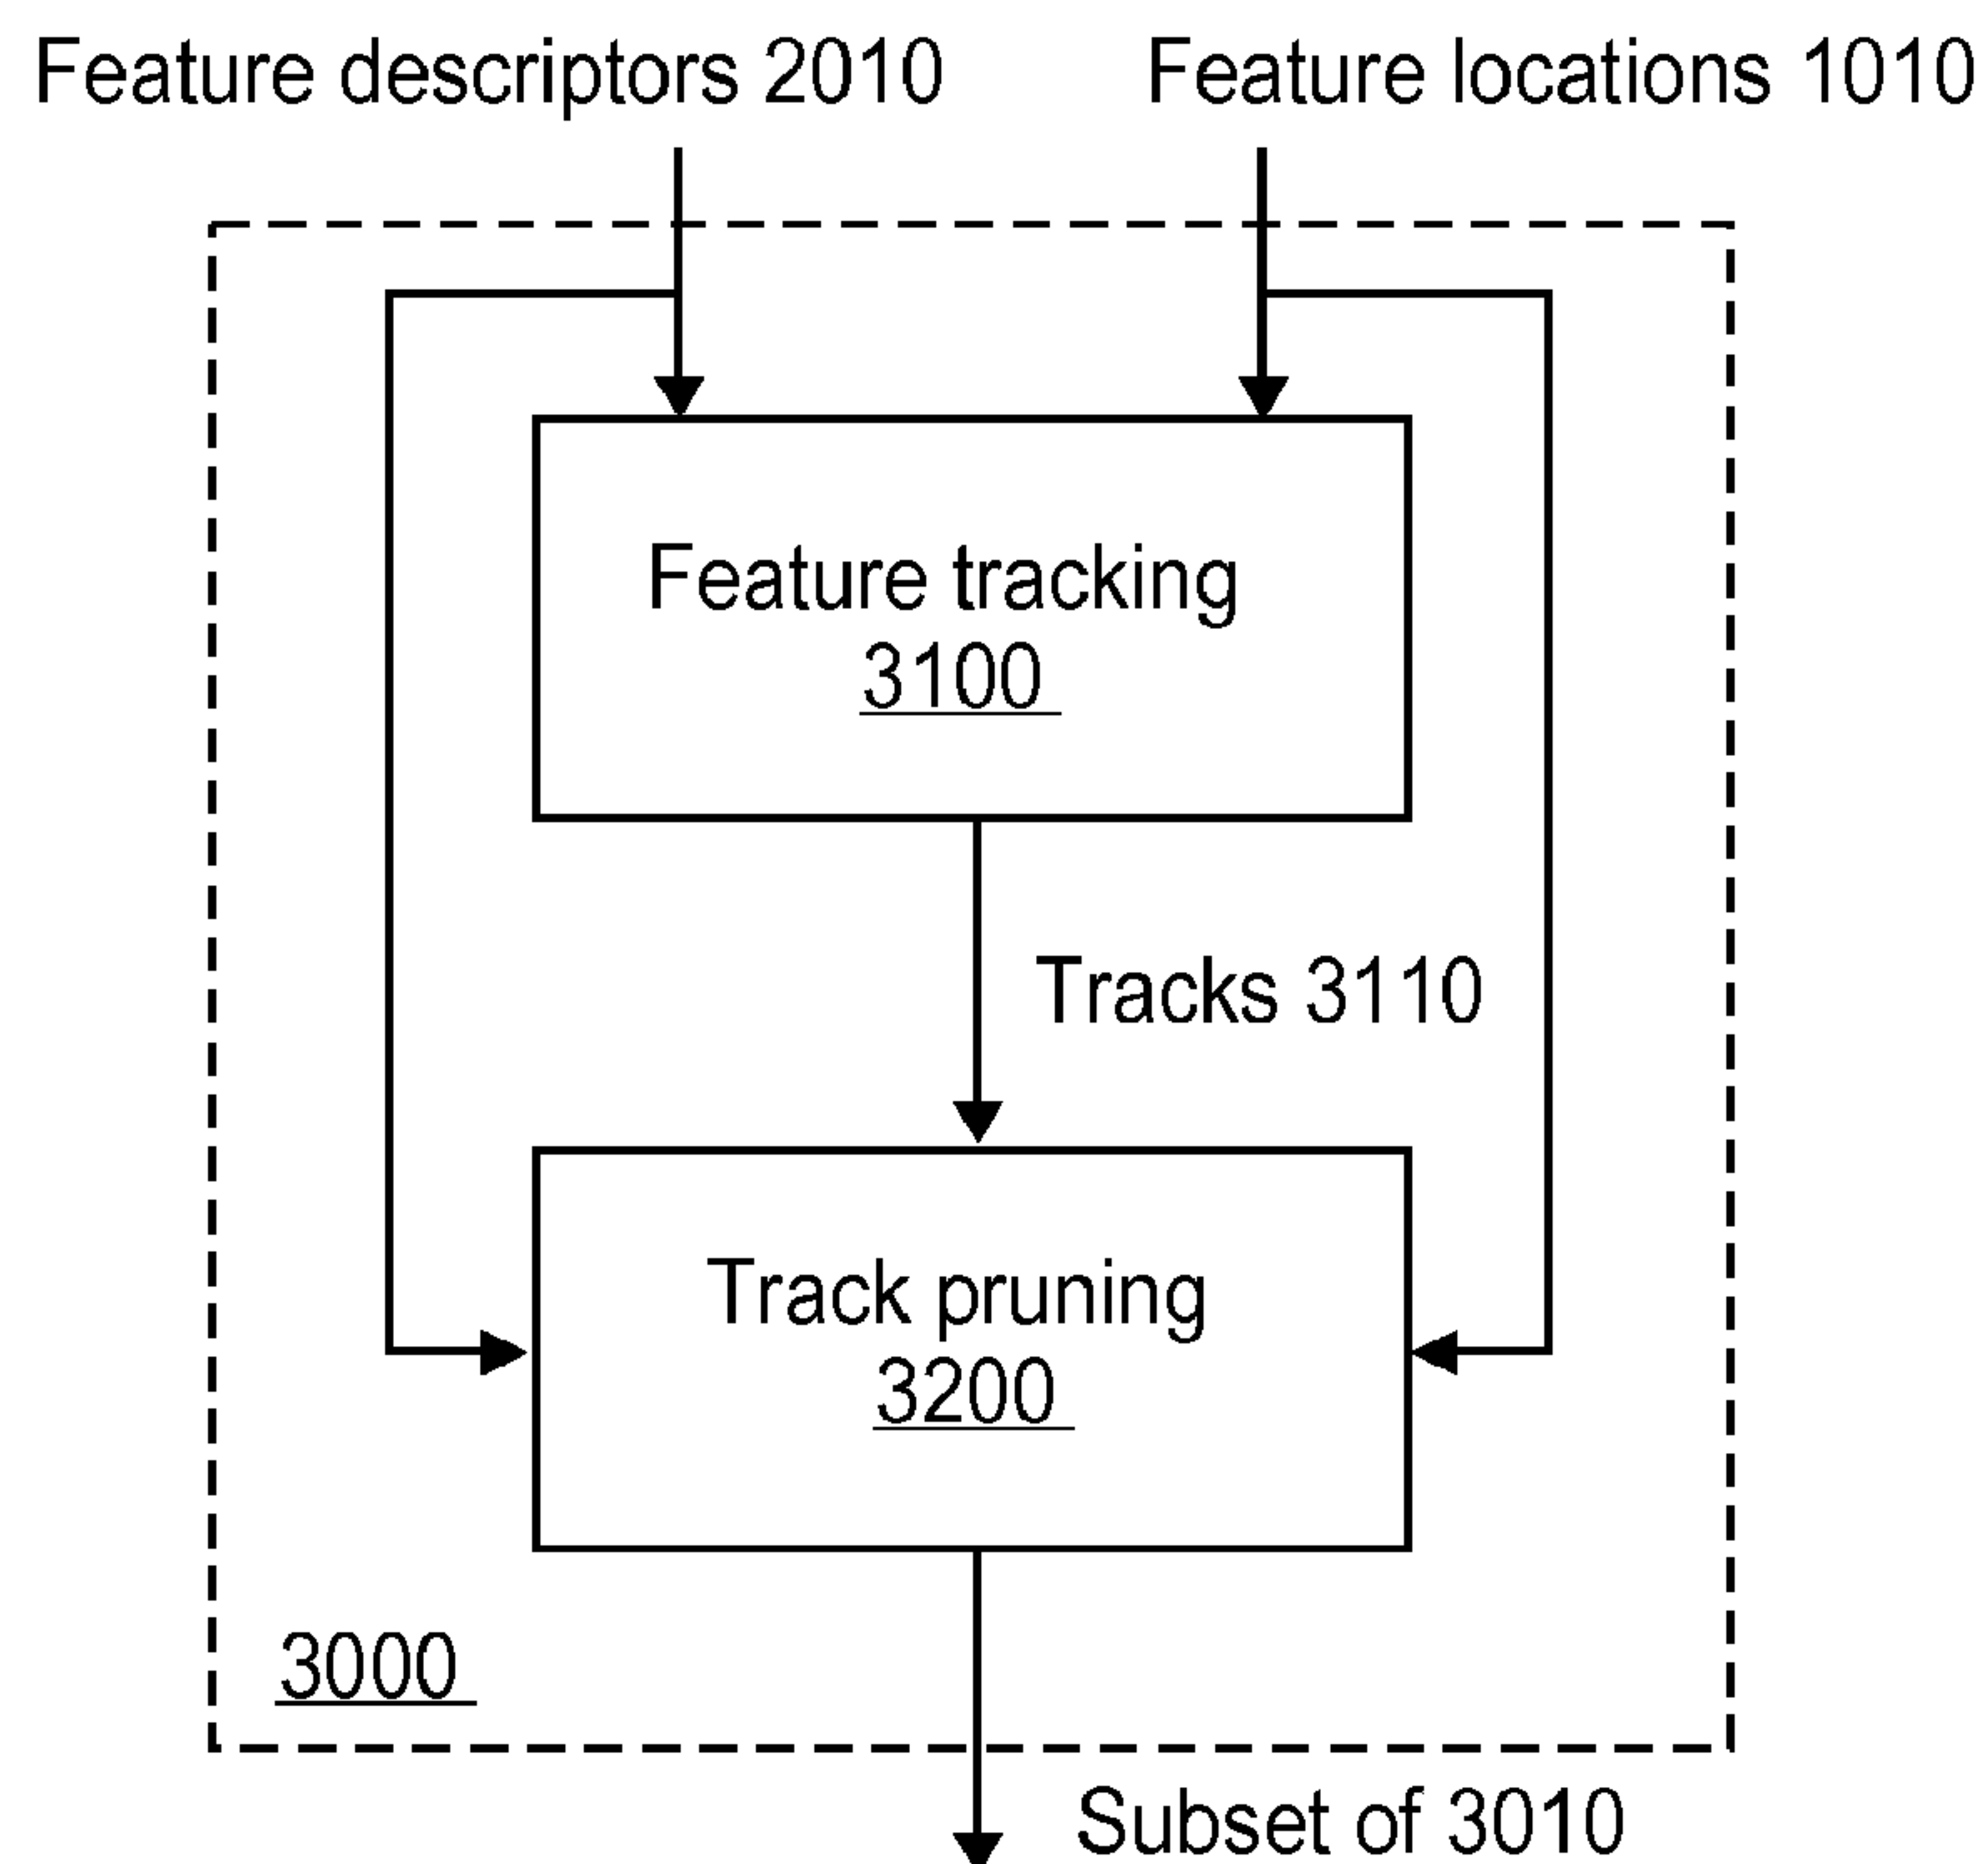 Feature descriptors 2010
Feature locations 1010
Feature tracking
3100
Tracks 3110
Track pruning
3200
3000
Subset of 3010